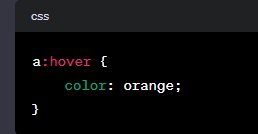 css
a:hover {
    color: orange;
}